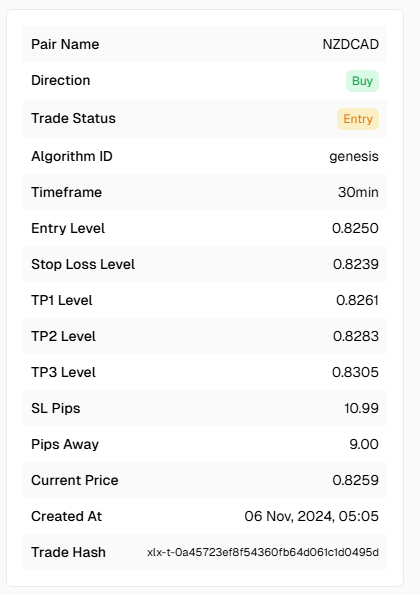 Pair Name NZDCAD
Direction Buy
Trade Status Entry
Algorithm ID genesis
Timeframe 30min
Entry Level 0.8250
Stop Loss Level 0.8239
TP1 Level 0.8261
TP2 Level 0.8283
TP3 Level 0.8305
SL Pips 10.99
Pips Away 9.00
Current Price 0.8259
Created At 06 Nov, 2024, 05:05
Trade Hash xlx-t-0a45723ef8f54360fb64d061c1d0495d